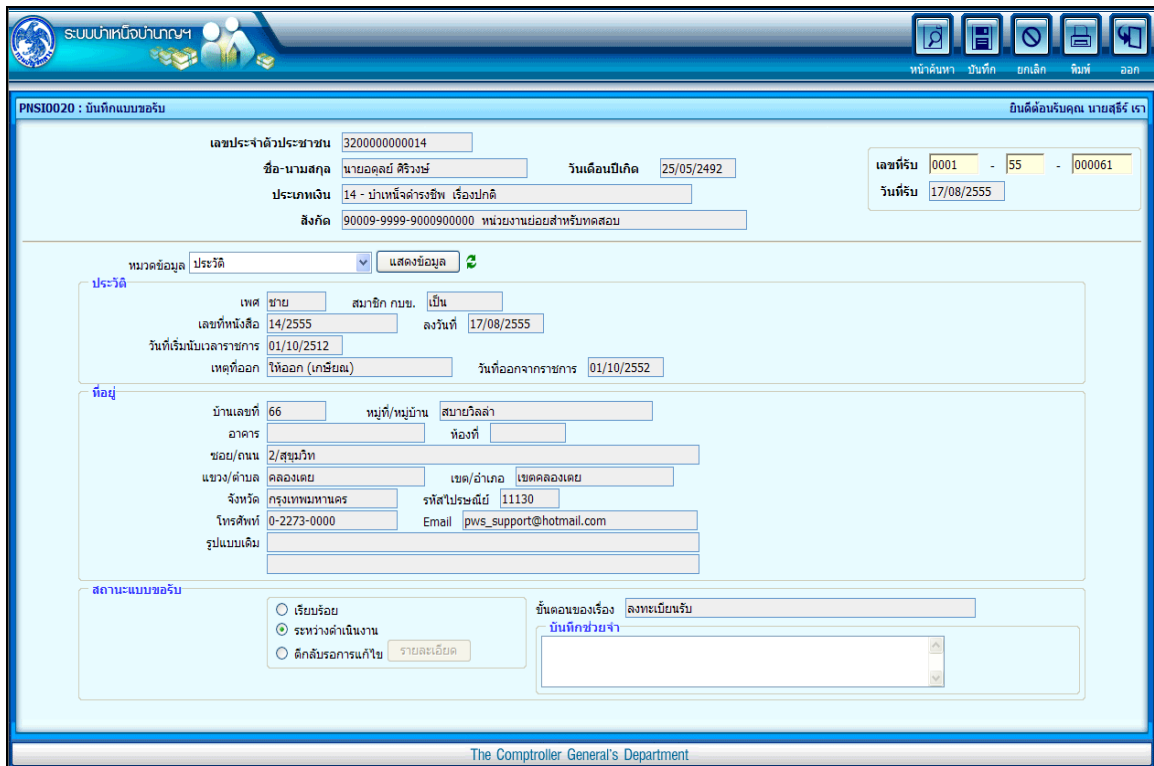 ระบบบำเหน็จบำนาญฯ
หน้าค้นหา บันทึก ยกเลิก พิมพ์ ออก
PNSI0020 : บันทึกแบบขอรับ ยินดีต้อนรับคุณ นายสุธีร์ เรา
เลขประจำตัวประชาชน 3200000000014
ชื่อ-นามสกุล นายอดุลย์ ศิริวงษ์ วันเดือนปีเกิด 25/05/2492 เลขที่รับ 0001 - 55 - 000061
ประเภทเงิน 14 - บำเหน็จดำรงชีพ เรื่องปกติ วันที่รับ 17/08/2555
สังกัด 90009-9999-9000900000 หน่วยงานย่อยสำหรับทดสอบ
หมวดข้อมูล ประวัติ แสดงข้อมูล
ประวัติ
เพศ ชาย สมาชิก กบข. เป็น
เลขที่หนังสือ 14/2555 ลงวันที่ 17/08/2555
วันที่เริ่มนับเวลาราชการ 01/10/2512
เหตุที่ออก ให้ออก (เกษียณ) วันที่ออกจากราชการ 01/10/2552
ที่อยู่
บ้านเลขที่ 66 หมู่ที่/หมู่บ้าน สบายวิลล่า
อาคาร ห้องที่
ซอย/ถนน 2/สุขุมวิท
แขวง/ตำบล คลองเตย เขต/อำเภอ เขตคลองเตย
จังหวัด กรุงเทพมหานคร รหัสไปรษณีย์ 11130
โทรศัพท์ 0-2273-0000 Email pws_support@hotmail.com
รูปแบบเดิม
สถานะแบบขอรับ
เรียบร้อย ขั้นตอนของเรื่อง ลงทะเบียนรับ
ระหว่างดำเนินงาน บันทึกช่วยจำ
ตีกลับรอการแก้ไข รายละเอียด
The Comptroller General's Department